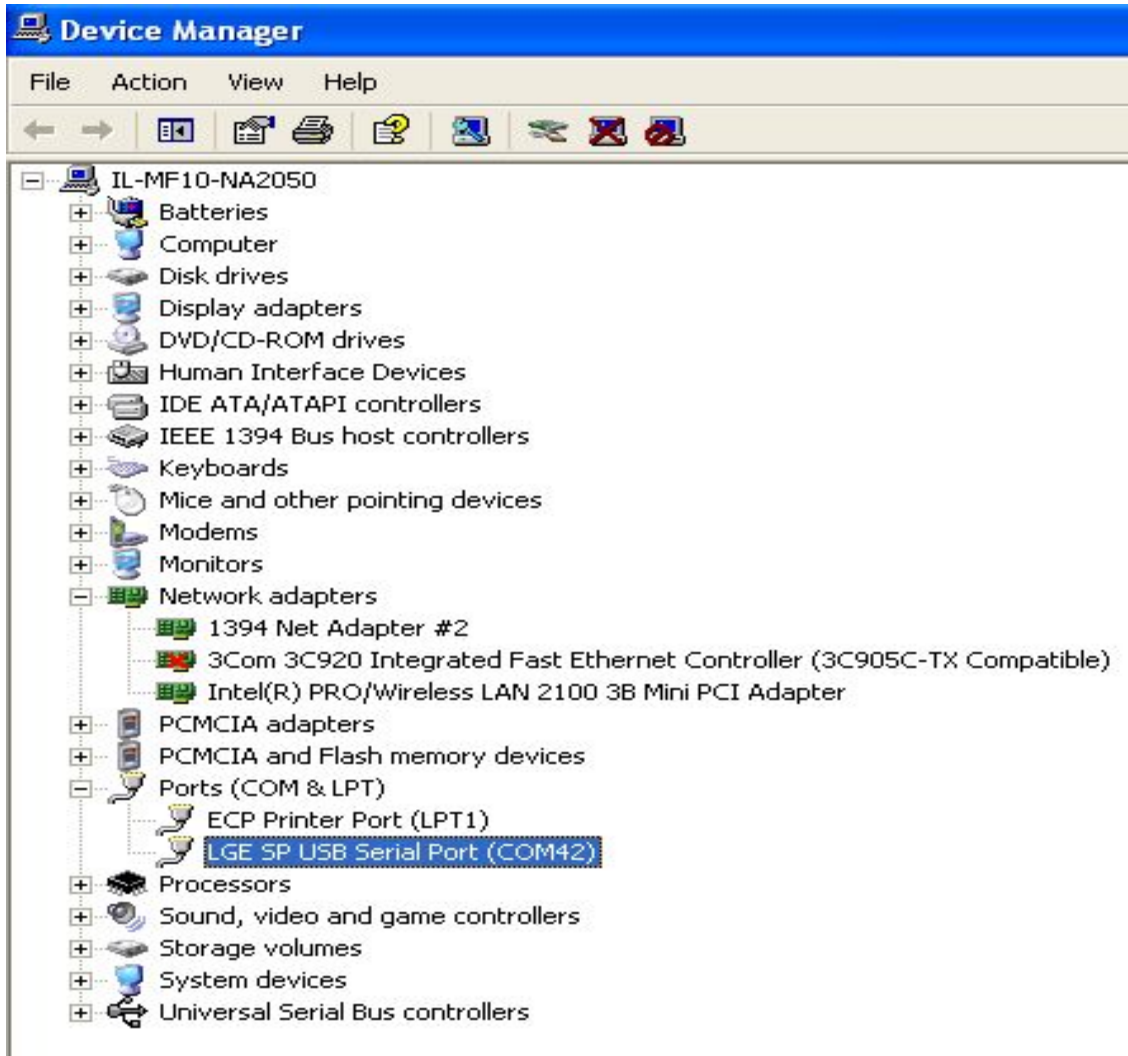 Device Manager
File Action View Help
IL-MF10-NA2050
Batteries
Computer
Disk drives
Display adapters
DVD/CD-ROM drives
Human Interface Devices
IDE ATA/ATAPI controllers
IEEE 1394 Bus host controllers
Keyboards
Mice and other pointing devices
Modems
Monitors
Network adapters
1394 Net Adapter #2
3Com 3C920 Integrated Fast Ethernet Controller (3C905C-TX Compatible)
Intel(R) PRO/Wireless LAN 2100 3B Mini PCI Adapter
PCMCIA adapters
PCMCIA and Flash memory devices
Ports (COM & LPT)
ECP Printer Port (LPT1)
LGE SP USB Serial Port (COM42)
Processors
Sound, video and game controllers
Storage volumes
System devices
Universal Serial Bus controllers